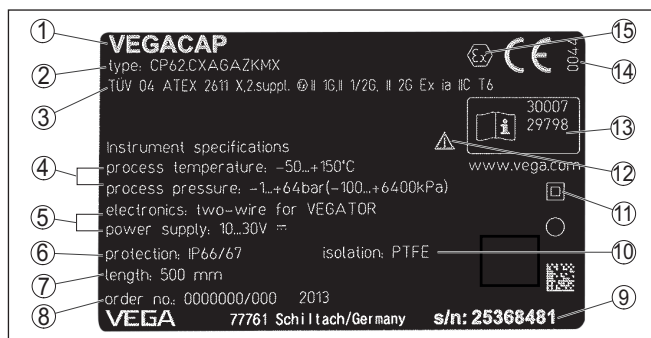 VEGACAP
type: CP62.CXAGAZKMX
TÜV 04 ATEX 2611 X,2.suppl. Ex II 1G,II 1/2G, II 2G Ex ia IIC T6
Ex CE 0044
30007
29798
i
www.vega.com
Instrument specifications
process temperature: -50...+150°C
process pressure: -1...+64bar(-100...+6400kPa)
electronics: two-wire for VEGATOR
power supply: 10...30V
protection: IP66/67 isolation: PTFE
length: 500 mm
order no.: 0000000/000 2013
VEGA 77761 Schiltach/Germany s/n: 25368481
1
2
3
4
5
6
7
8
9
10
11
12
13
14
15